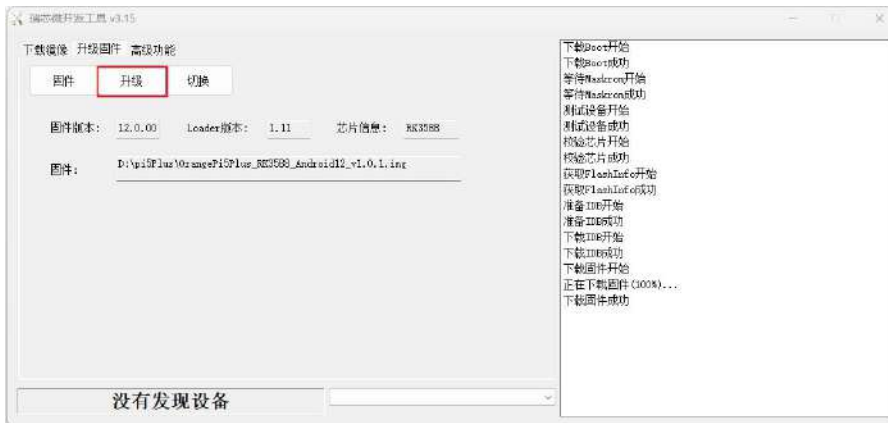 瑞芯微开发工具 v3.15
下载镜像 升级固件 高级功能
固件 升级 切换
固件版本: 12.0.00 Loader版本: 1.11 芯片信息: RK3588
固件: D:\pi5Plus\OrangePi5Plus_RK3588_Android12_v1.0.1.img
没有发现设备
下载Boot开始
下载Boot成功
等待Maskrom开始
等待Maskrom成功
测试设备开始
测试设备成功
校验芯片开始
校验芯片成功
获取FlashInfo开始
获取FlashInfo成功
准备IDB开始
准备IDB成功
下载IDB开始
下载IDB成功
下载固件开始
正在下载固件(100%)...
下载固件成功